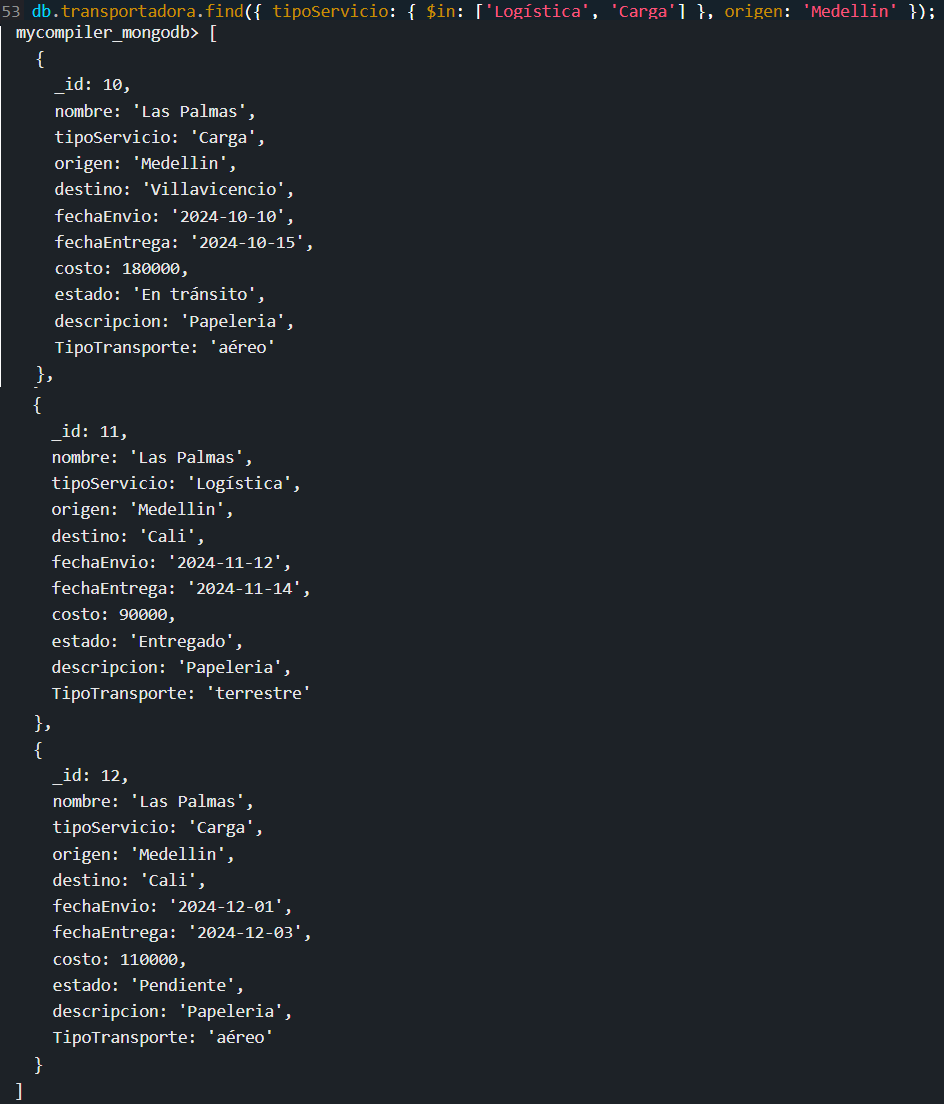 53 db.transportadora.find({ tipoServicio: { $in: ['Logística', 'Carga'] }, origen: 'Medellin' });
mycompiler_mongodb> [
{
_id: 10,
nombre: 'Las Palmas',
tipoServicio: 'Carga',
origen: 'Medellin',
destino: 'Villavicencio',
fechaEnvio: '2024-10-10',
fechaEntrega: '2024-10-15',
costo: 180000,
estado: 'En tránsito',
descripcion: 'Papeleria',
TipoTransporte: 'aéreo'
},
{
_id: 11,
nombre: 'Las Palmas',
tipoServicio: 'Logística',
origen: 'Medellin',
destino: 'Cali',
fechaEnvio: '2024-11-12',
fechaEntrega: '2024-11-14',
costo: 90000,
estado: 'Entregado',
descripcion: 'Papeleria',
TipoTransporte: 'terrestre'
},
{
_id: 12,
nombre: 'Las Palmas',
tipoServicio: 'Carga',
origen: 'Medellin',
destino: 'Cali',
fechaEnvio: '2024-12-01',
fechaEntrega: '2024-12-03',
costo: 110000,
estado: 'Pendiente',
descripcion: 'Papeleria',
TipoTransporte: 'aéreo'
}
]